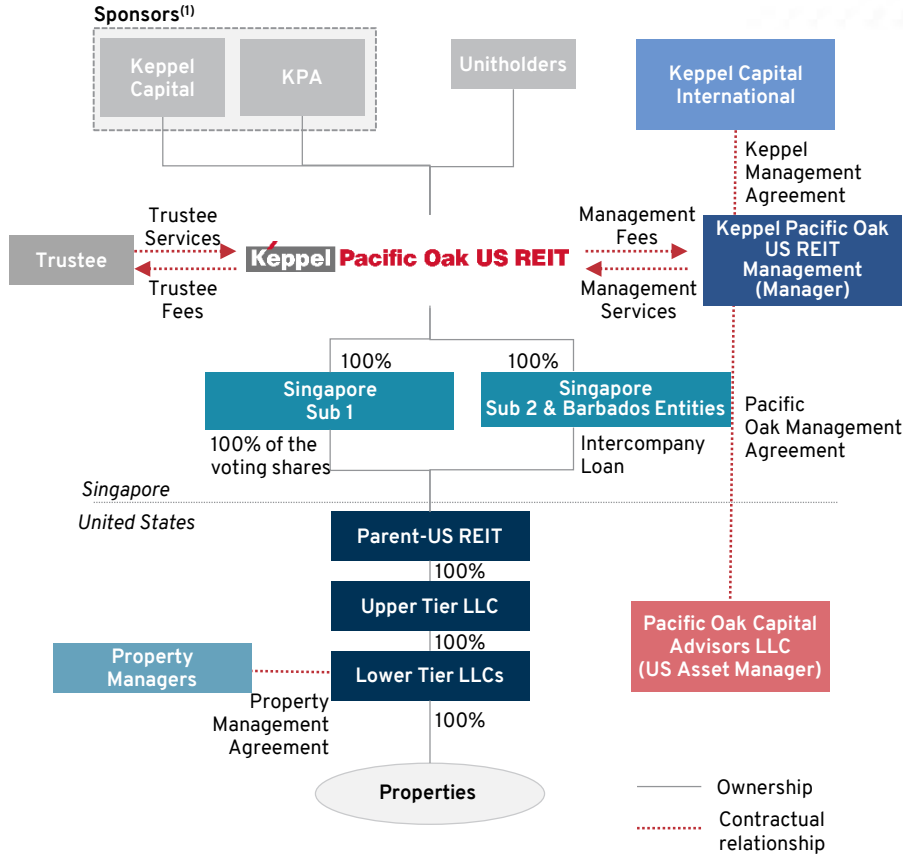 Sponsors(1)
Keppel
Capital
KPA
Unitholders
Keppel Capital
International
Keppel
Management
Agreement
Trustee
Trustee
Services
Trustee
Fees
Keppel Pacific Oak US REIT
Management
Fees
Management
Services
Keppel Pacific Oak
US REIT
Management
(Manager)
100%
100%
Singapore
Sub 1
Singapore
Sub 2 & Barbados Entities
100% of the
voting shares
Intercompany
Loan
Pacific
Oak Management
Agreement
Singapore
United States
Parent-US REIT
100%
Upper Tier LLC
100%
Lower Tier LLCs
Property
Managers
Property
Management
Agreement
100%
Pacific Oak Capital
Advisors LLC
(US Asset Manager)
Properties
Ownership
Contractual
relationship